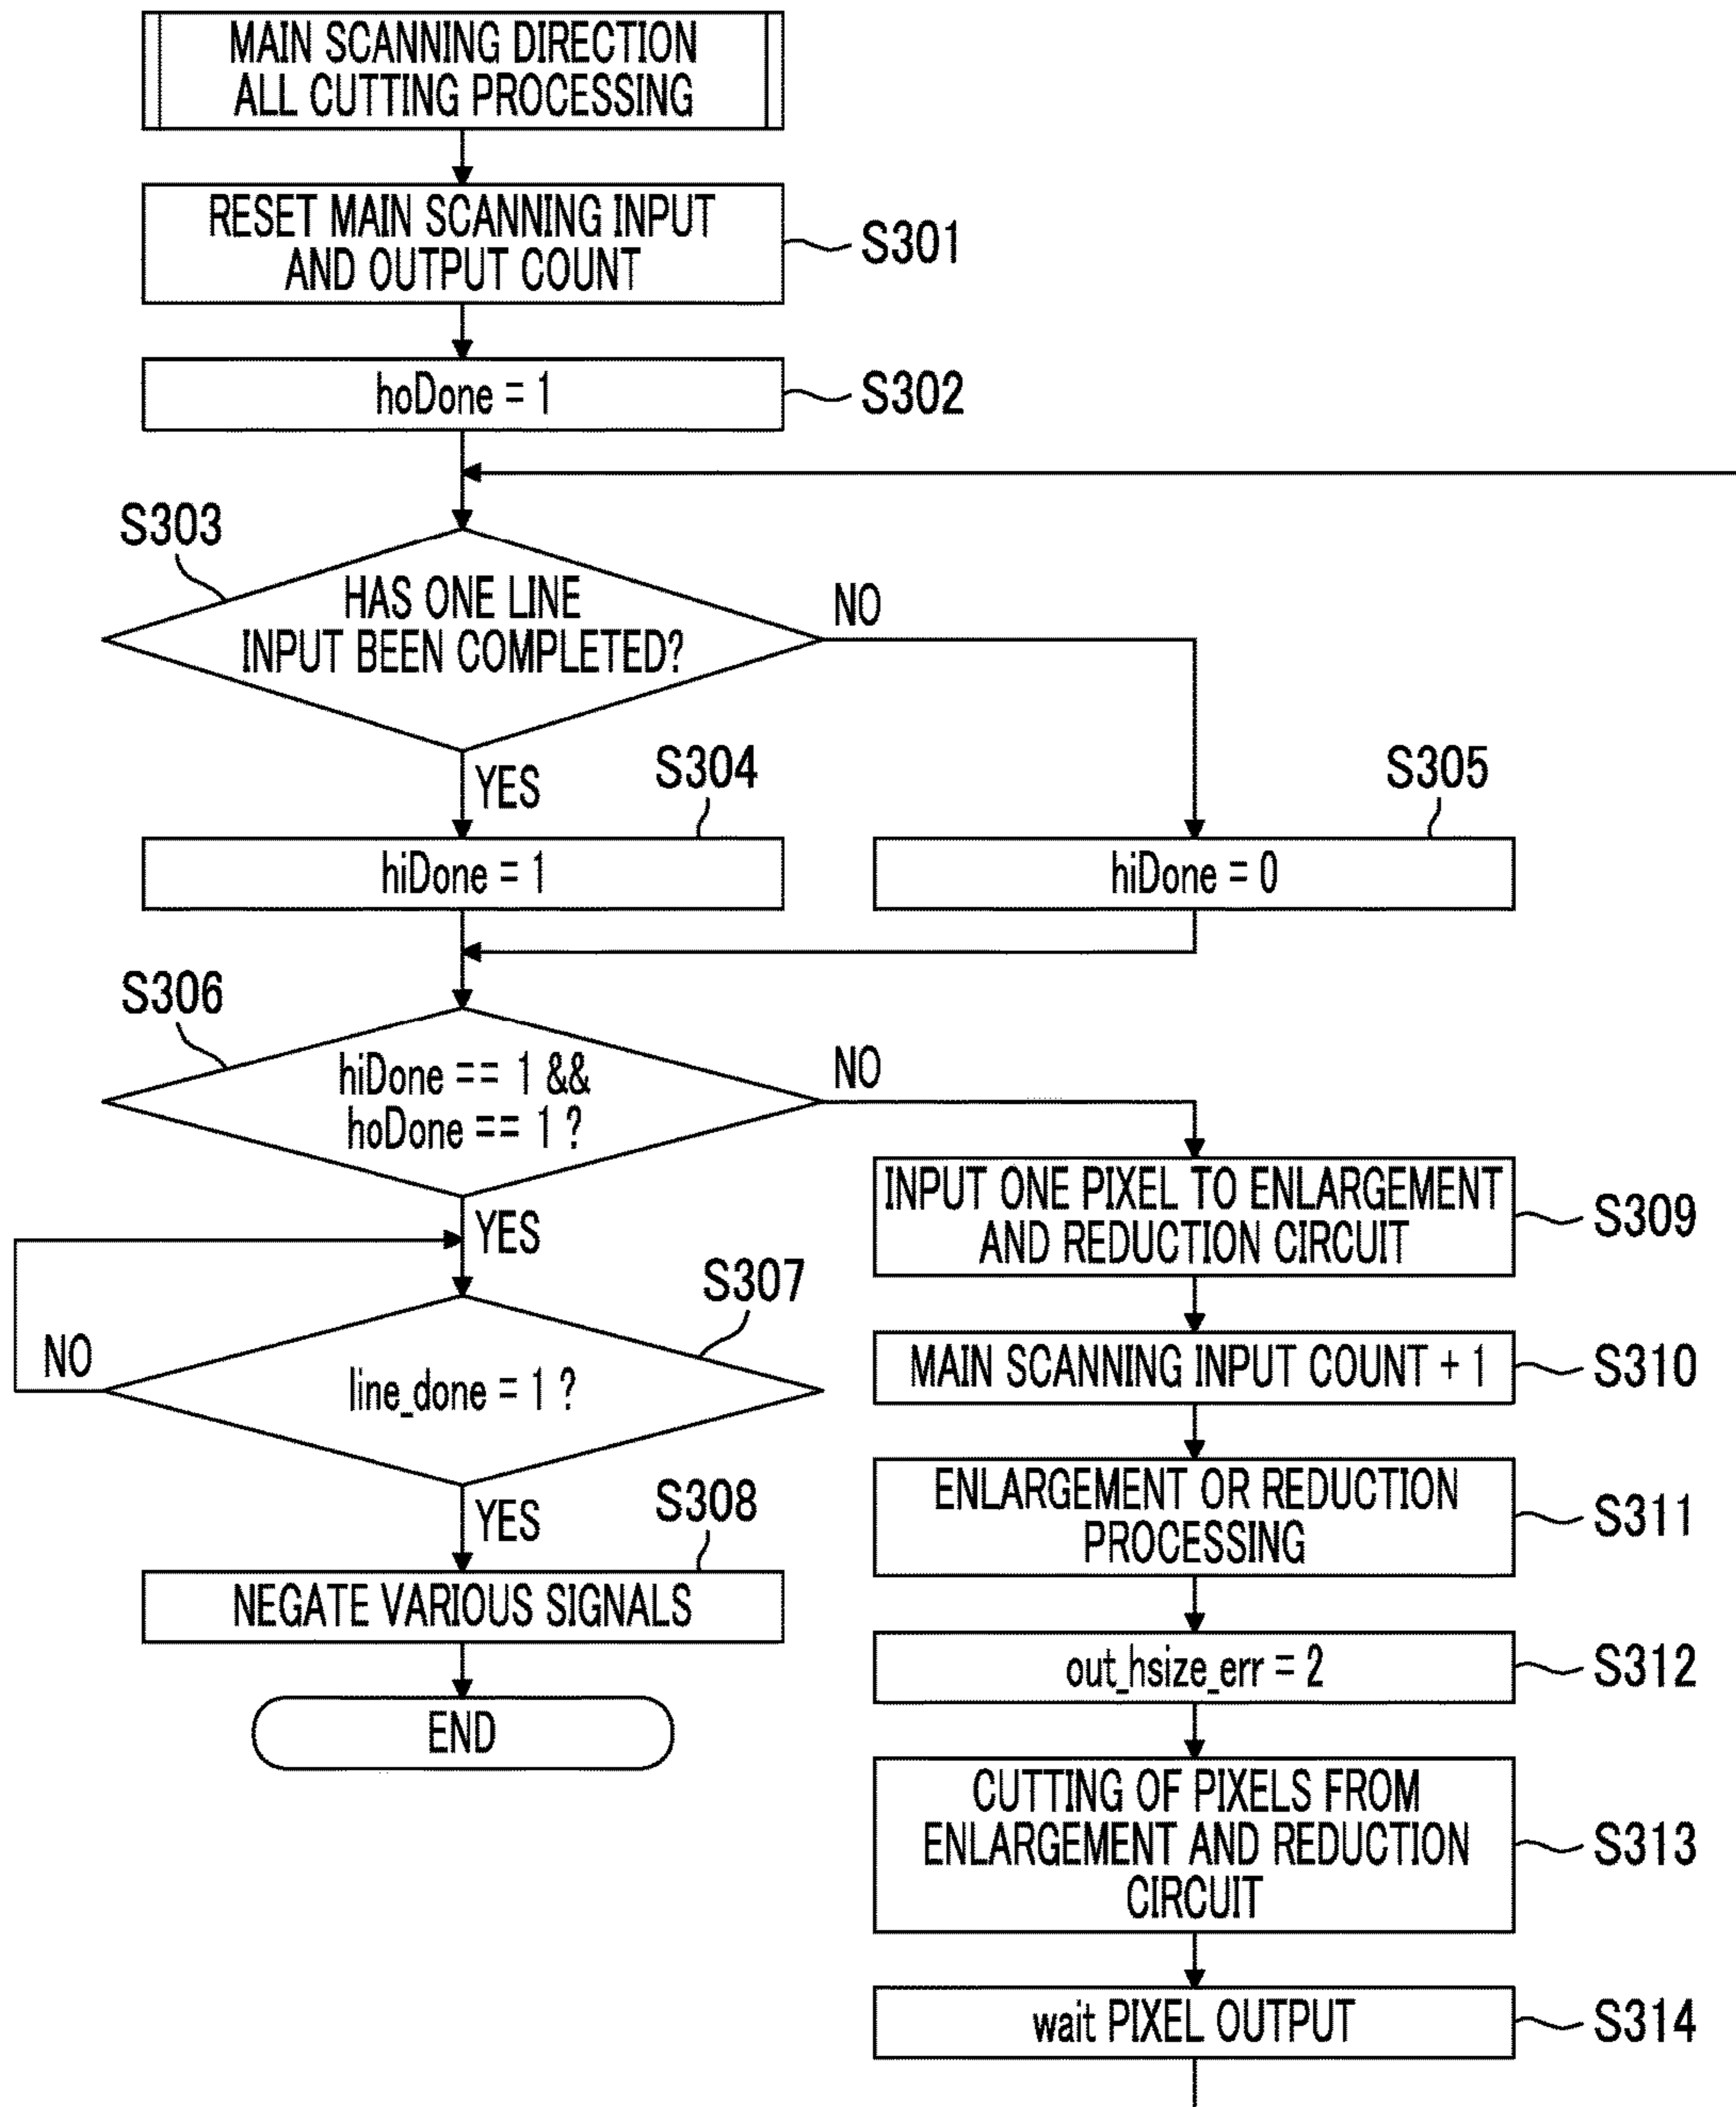 MAIN SCANNING DIRECTION
ALL CUTTING PROCESSING
RESET MAIN SCANNING INPUT
AND OUTPUT COUNT
S301
hoDone = 1
S302
S303
HAS ONE LINE
INPUT BEEN COMPLETED?
NO
YES
S304
hiDone = 1
S305
hiDone = 0
S306
hiDone == 1 &&
hoDone == 1 ?
NO
YES
S307
line_done = 1 ?
NO
YES
S308
NEGATE VARIOUS SIGNALS
END
INPUT ONE PIXEL TO ENLARGEMENT
AND REDUCTION CIRCUIT
S309
MAIN SCANNING INPUT COUNT + 1
S310
ENLARGEMENT OR REDUCTION
PROCESSING
S311
out_hsize_err = 2
S312
CUTTING OF PIXELS FROM
ENLARGEMENT AND REDUCTION
CIRCUIT
S313
wait PIXEL OUTPUT
S314